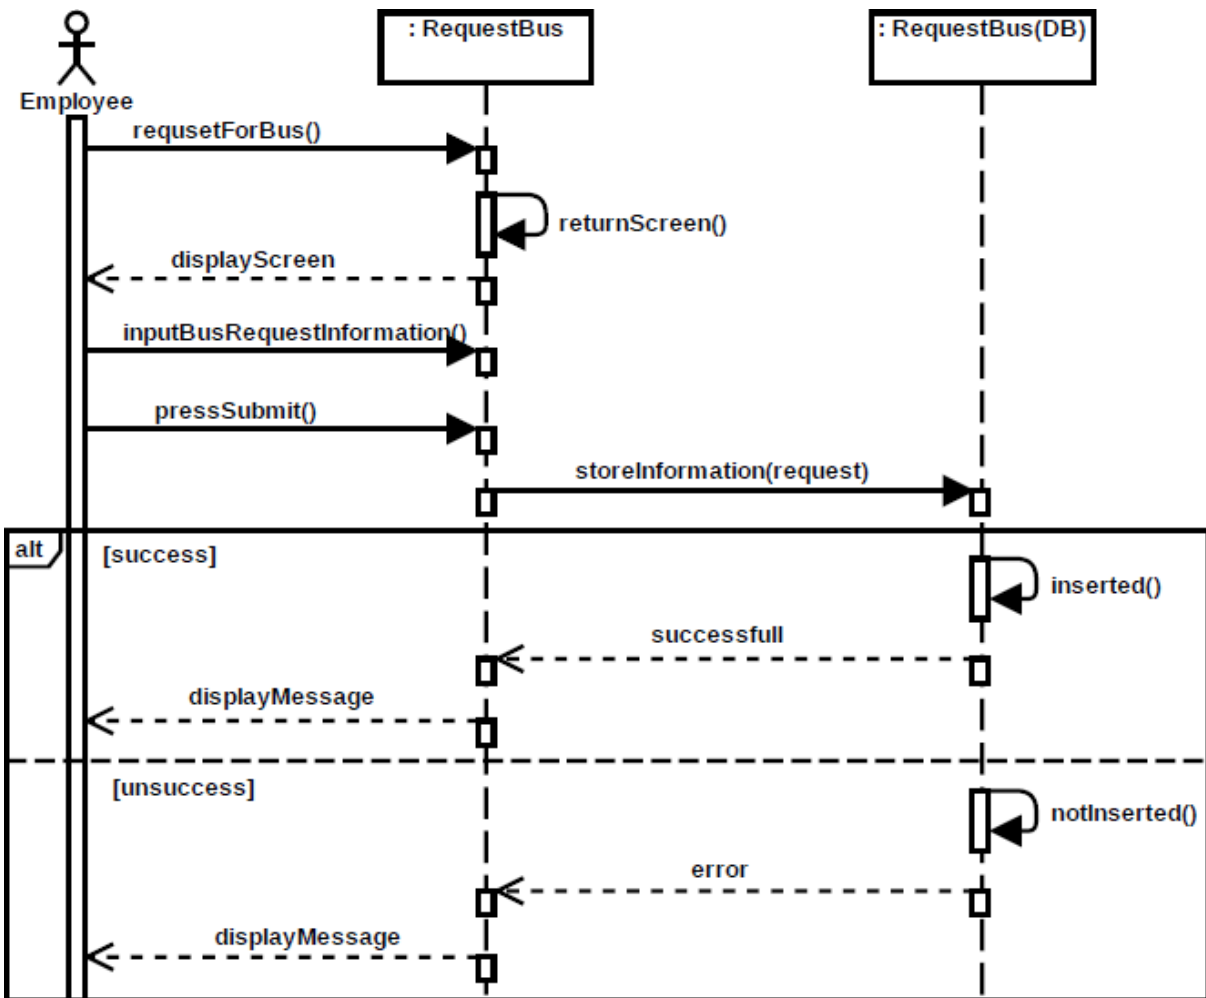 : RequestBus
: RequestBus(DB)
Employee
requsetForBus()
returnScreen()
displayScreen
inputBusRequestInformation()
pressSubmit()
storeInformation(request)
alt
[success]
inserted()
successfull
displayMessage
[unsuccess]
notInserted()
error
displayMessage